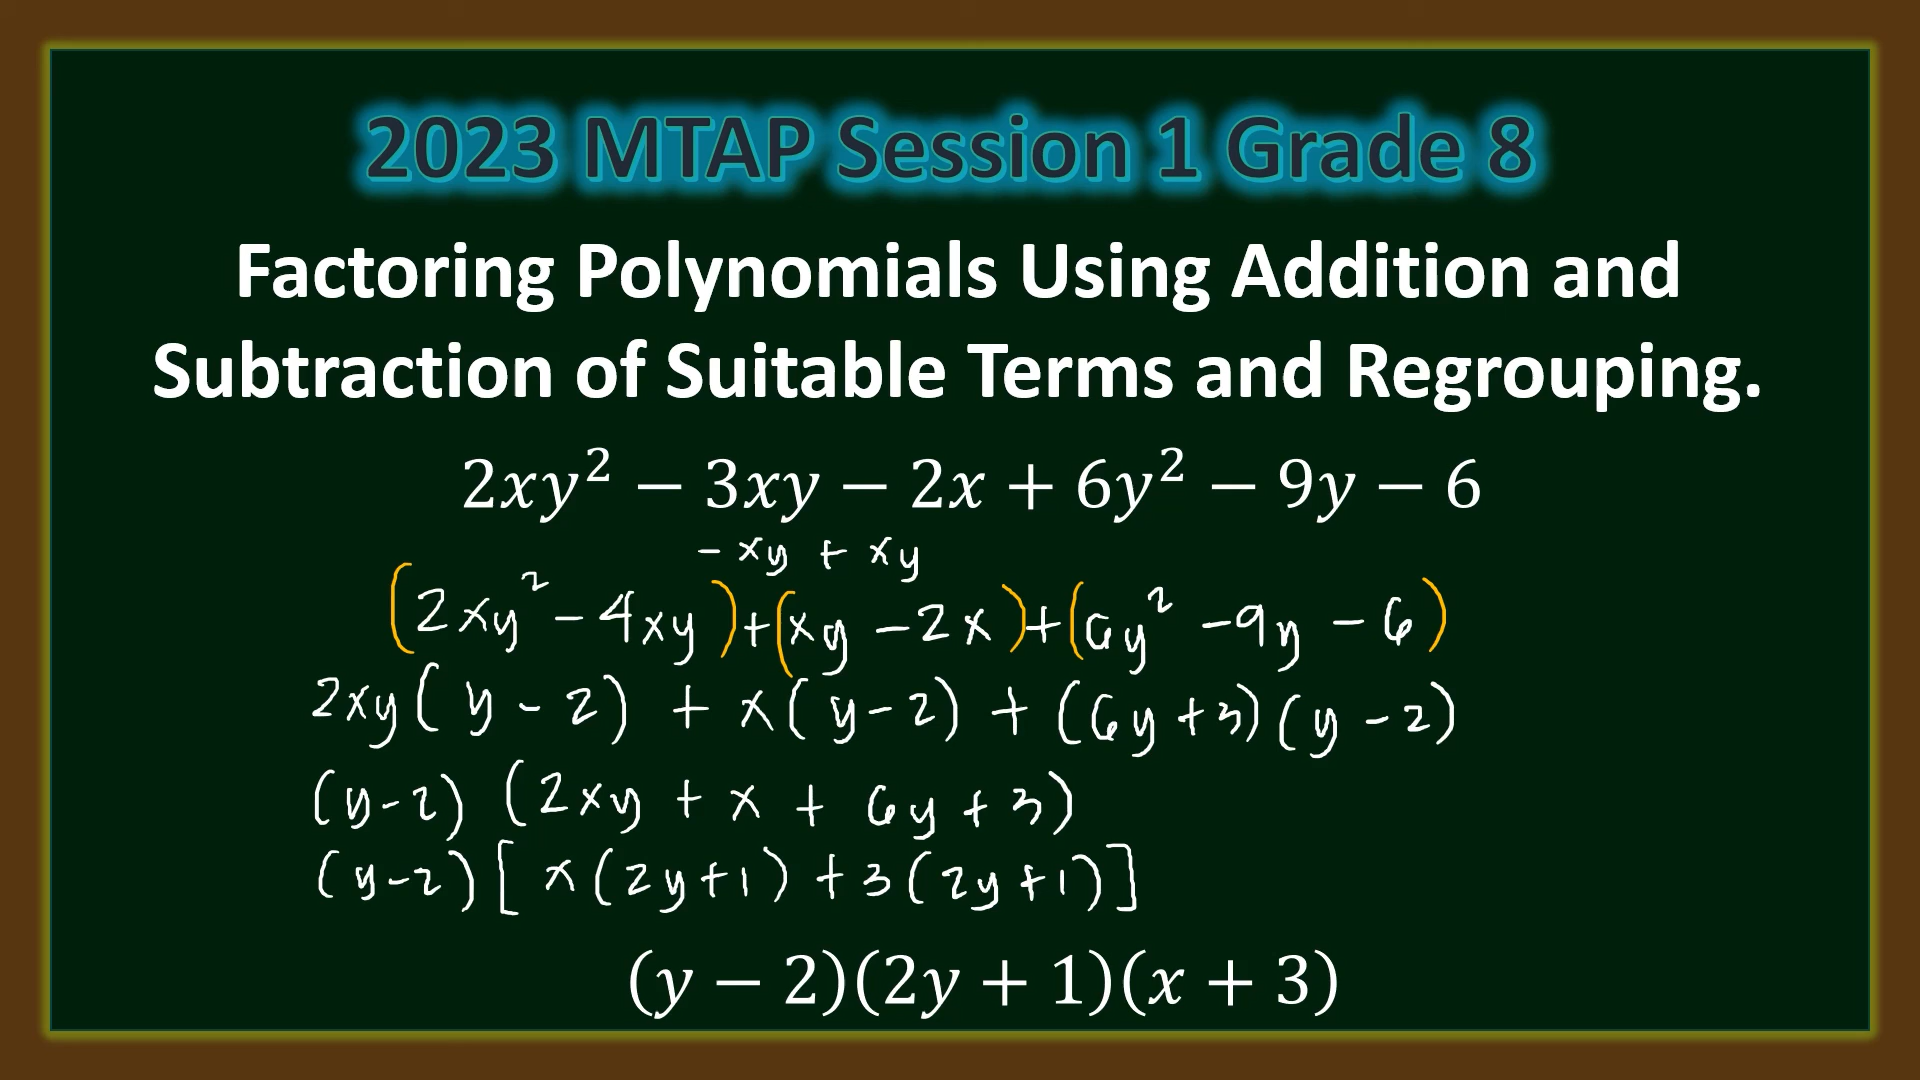 2023 MTAP Session 1 Grade 8
Factoring Polynomials Using Addition and
Subtraction of Suitable Terms and Regrouping.
2xy² − 3xy − 2x + 6y² − 9y − 6
− xy + xy
(2xy² − 4xy) + (xy − 2x) + (6y² − 9y − 6)
2xy(y − 2) + x(y − 2) + (6y + 3)(y − 2)
(y − 2) (2xy + x + 6y + 3)
(y − 2)[x(2y + 1) + 3(2y + 1)]
(y − 2)(2y + 1)(x + 3)